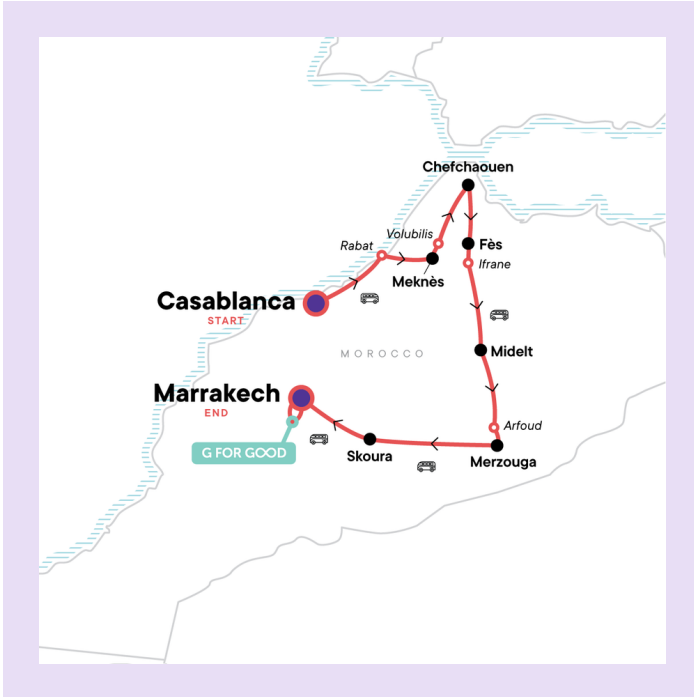 Chefchaouen
Volubilis
Rabat
Fès
Ifrane
Meknès
Casablanca
START
MOROCCO
Midelt
Marrakech
END
Arfoud
G FOR GOOD
Skoura
Merzouga